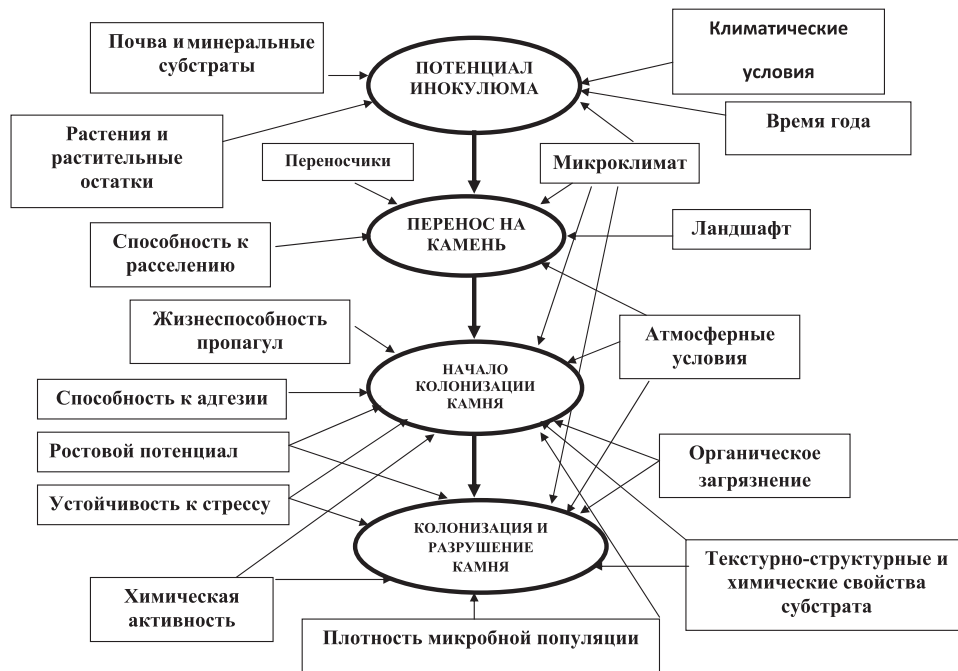 Почва и минеральные
субстраты
ПОТЕНЦИАЛ
ИНОКУЛЮМА
Климатические
условия
Время года
Растения и
растительные
остатки
Переносчики
Микроклимат
ПЕРЕНОС НА
КАМЕНЬ
Ландшафт
Способность к
расселению
Жизнеспособность
пропагул
Атмосферные
условия
НАЧАЛО
КОЛОНИЗАЦИИ
КАМНЯ
Способность к адгезии
Ростовой потенциал
Органическое
загрязнение
Устойчивость к стрессу
КОЛОНИЗАЦИЯ И
РАЗРУШЕНИЕ
КАМНЯ
Текстурно-структурные и
химические свойства
субстрата
Химическая
активность
Плотность микробной популяции